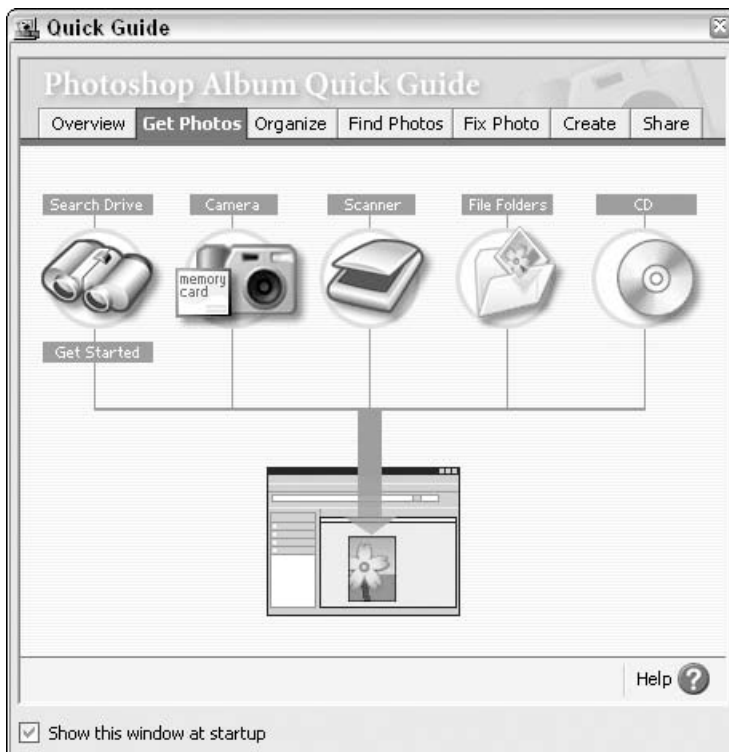 Quick Guide
Photoshop Album Quick Guide
Overview Get Photos Organize Find Photos Fix Photo Create Share
Search Drive Camera Scanner File Folders CD
memory
card
Get Started
Help ?
Show this window at startup